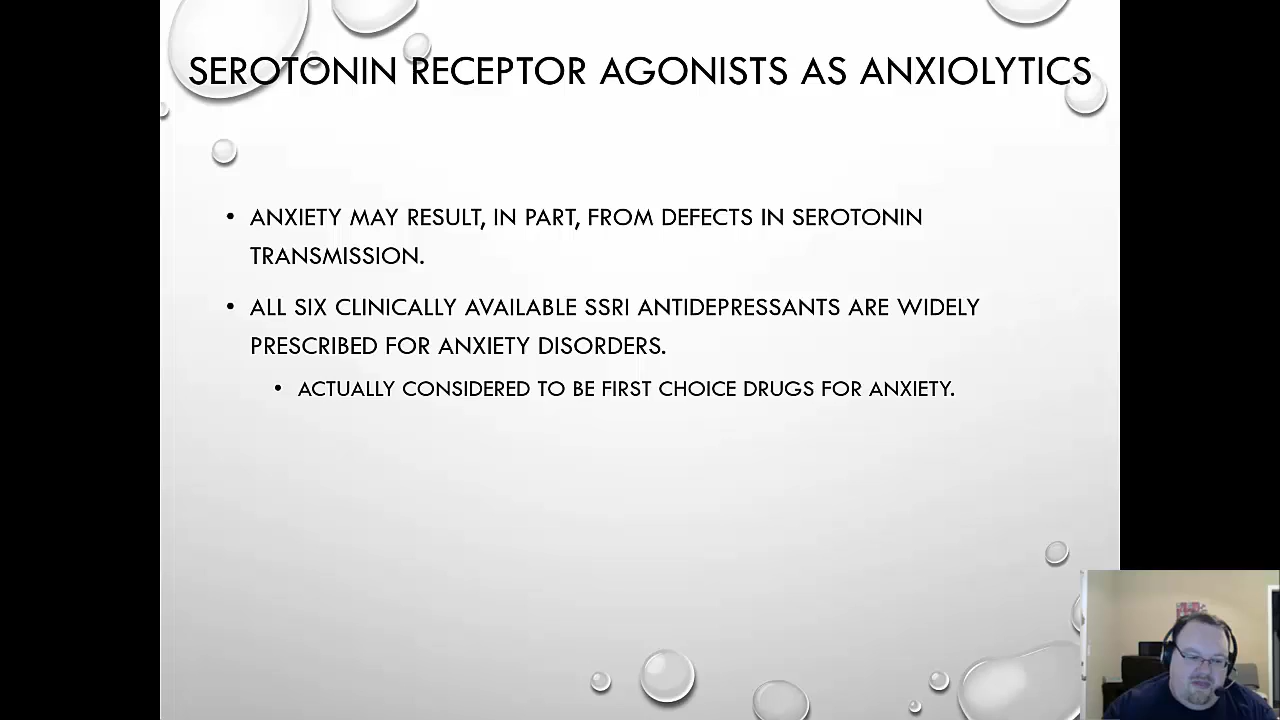 SEROTONIN RECEPTOR AGONISTS AS ANXIOLYTICS
• ANXIETY MAY RESULT, IN PART, FROM DEFECTS IN SEROTONIN
TRANSMISSION.
• ALL SIX CLINICALLY AVAILABLE SSRI ANTIDEPRESSANTS ARE WIDELY
PRESCRIBED FOR ANXIETY DISORDERS.
• ACTUALLY CONSIDERED TO BE FIRST CHOICE DRUGS FOR ANXIETY.